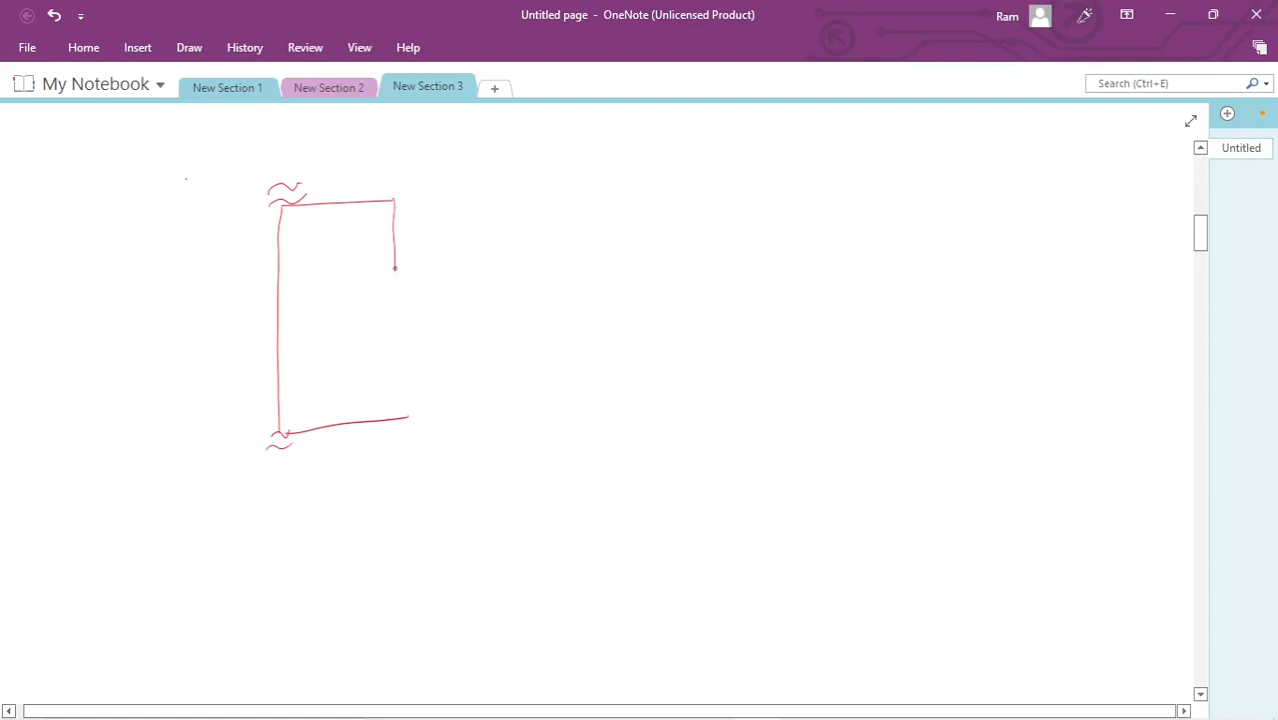 Untitled page - OneNote (Unlicensed Product)
Ram
File Home Insert Draw History Review View Help
My Notebook New Section 1 New Section 2 New Section 3 +
Search (Ctrl+E)
Untitled